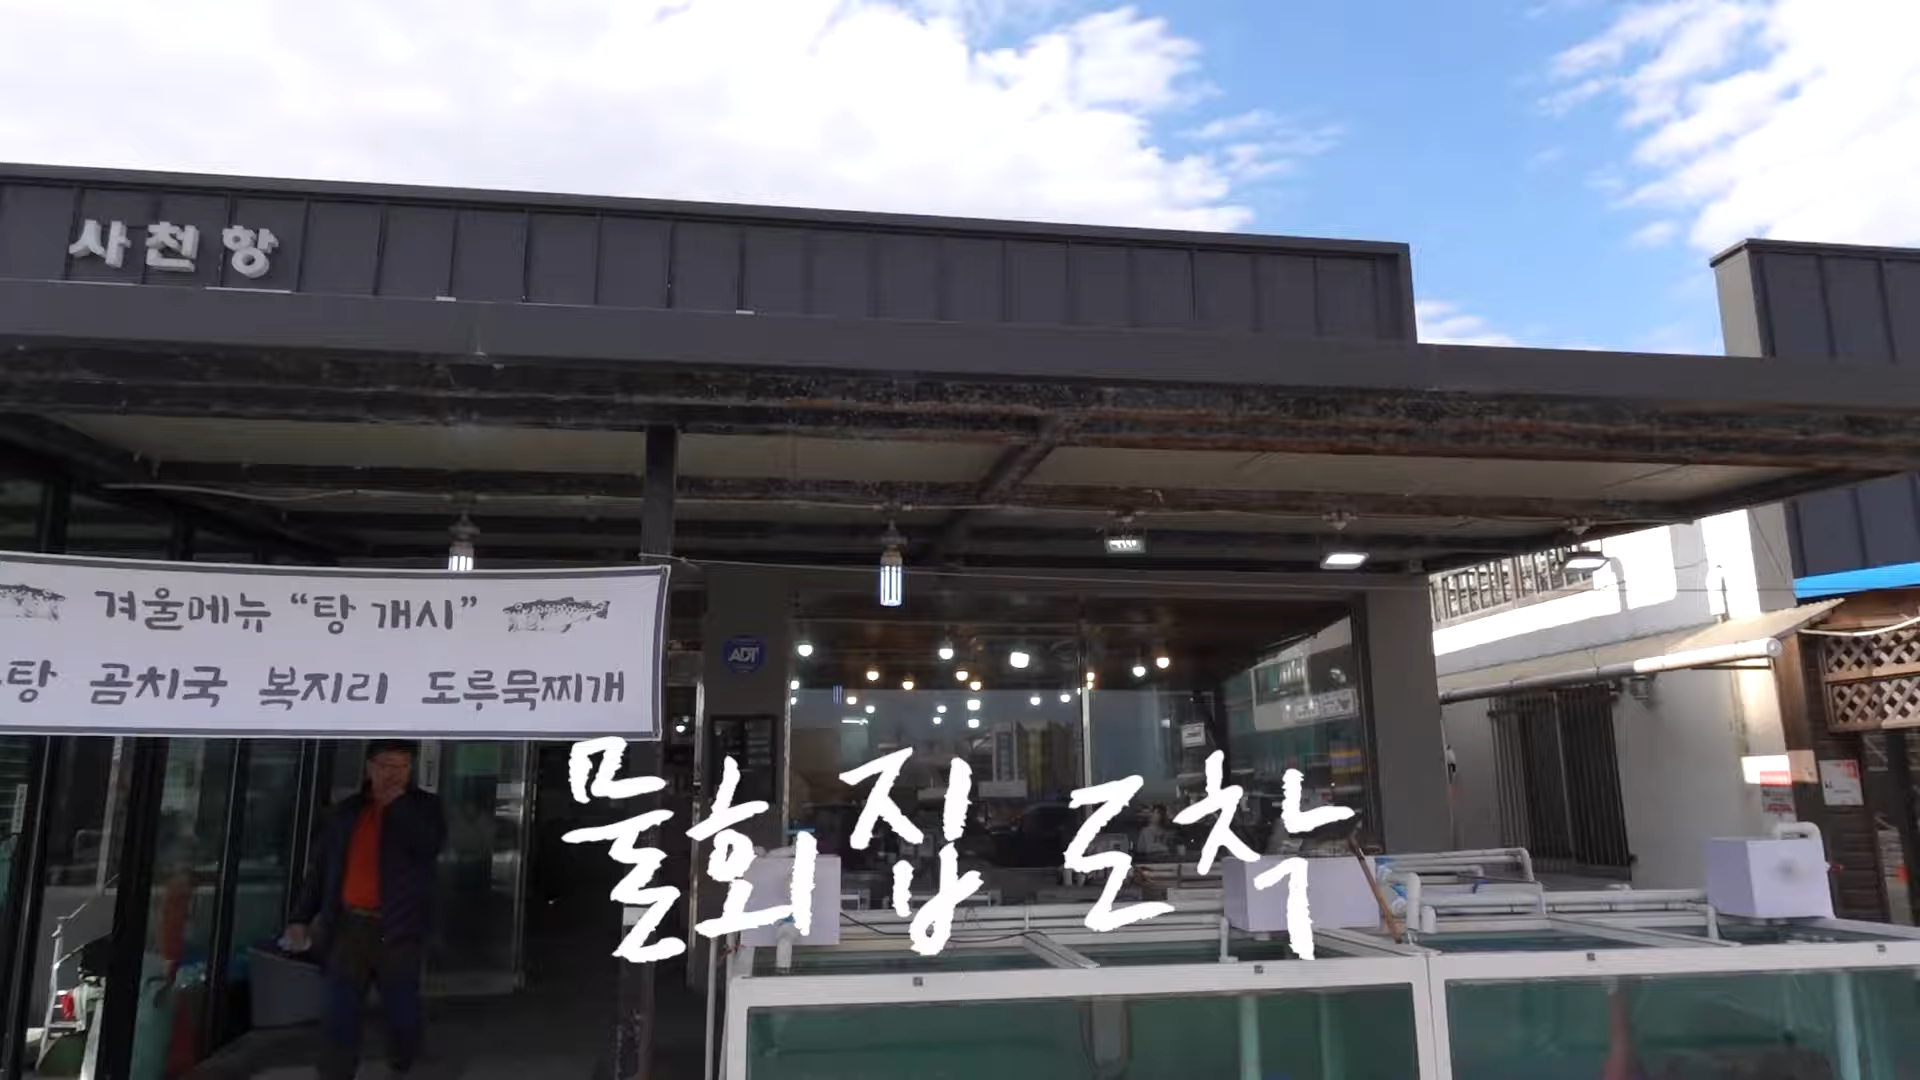 사천항
겨울메뉴 “탕 개시”
탕 곰치국 복지리 도루묵찌개
ADT
물회집 도착